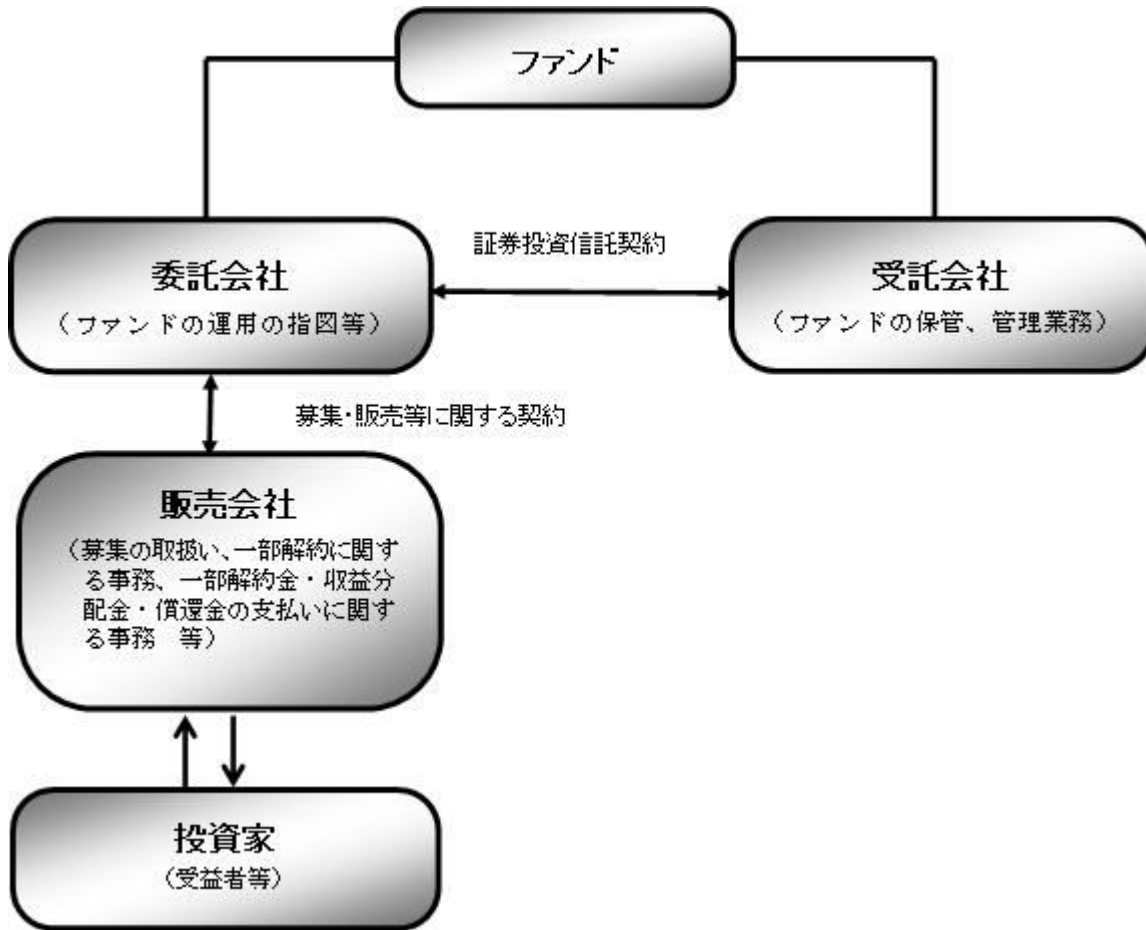 ファンド
証券投資信託契約
委託会社
（ファンドの運用の指図等）
受託会社
（ファンドの保管、管理業務）
募集・販売等に関する契約
販売会社
（募集の取扱い、一部解約に関す
る事務、一部解約金・収益分
配金・償還金の支払いに関す
る事務　等）
投資家
（受益者等）